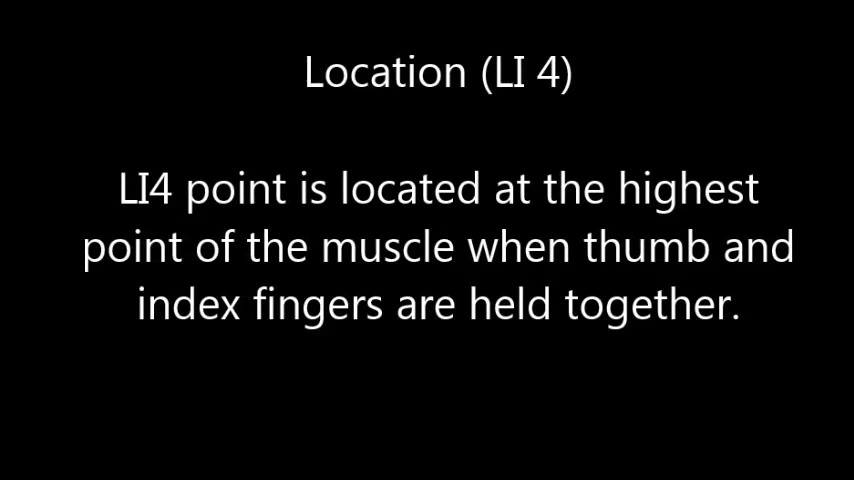 Location (LI 4)
LI4 point is located at the highest
point of the muscle when thumb and
index fingers are held together.